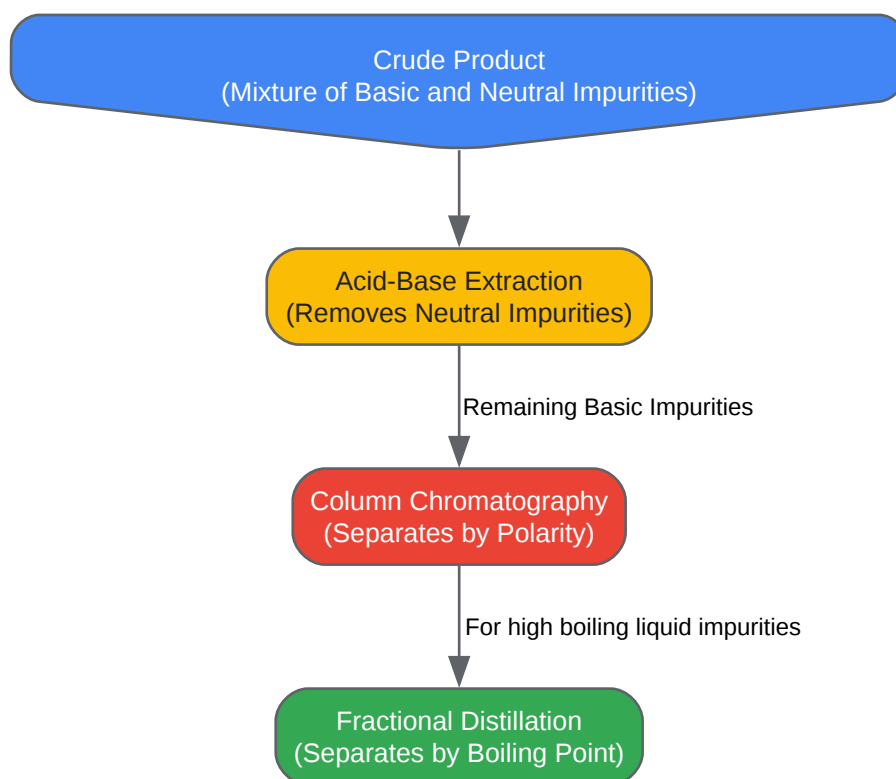 Crude Product
(Mixture of Basic and Neutral Impurities)
Acid-Base Extraction
(Removes Neutral Impurities)
Remaining Basic Impurities
Column Chromatography
(Separates by Polarity)
For high boiling liquid impurities
Fractional Distillation
(Separates by Boiling Point)